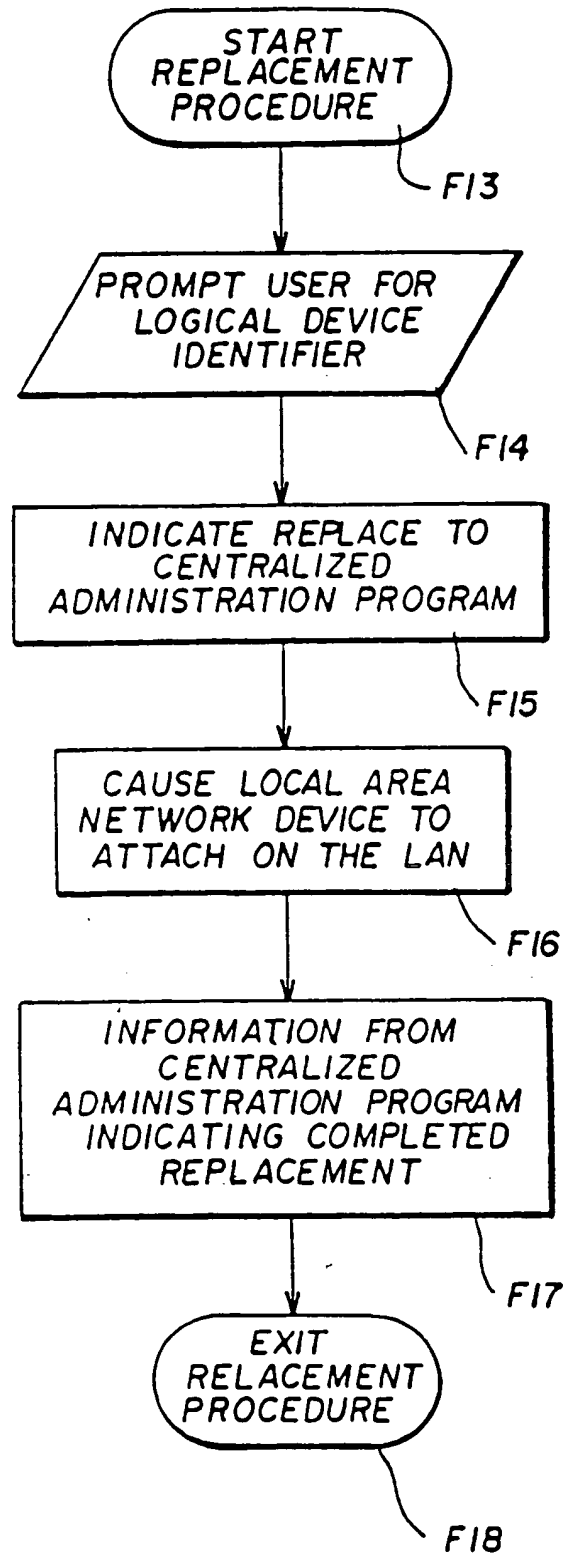 START
REPLACEMENT
PROCEDURE
F13
PROMPT USER FOR
LOGICAL DEVICE
IDENTIFIER
F14
INDICATE REPLACE TO
CENTRALIZED
ADMINISTRATION PROGRAM
F15
CAUSE LOCAL AREA
NETWORK DEVICE TO
ATTACH ON THE LAN
F16
INFORMATION FROM
CENTRALIZED
ADMINISTRATION PROGRAM
INDICATING COMPLETED
REPLACEMENT
F17
EXIT
RELACEMENT
PROCEDURE
F18